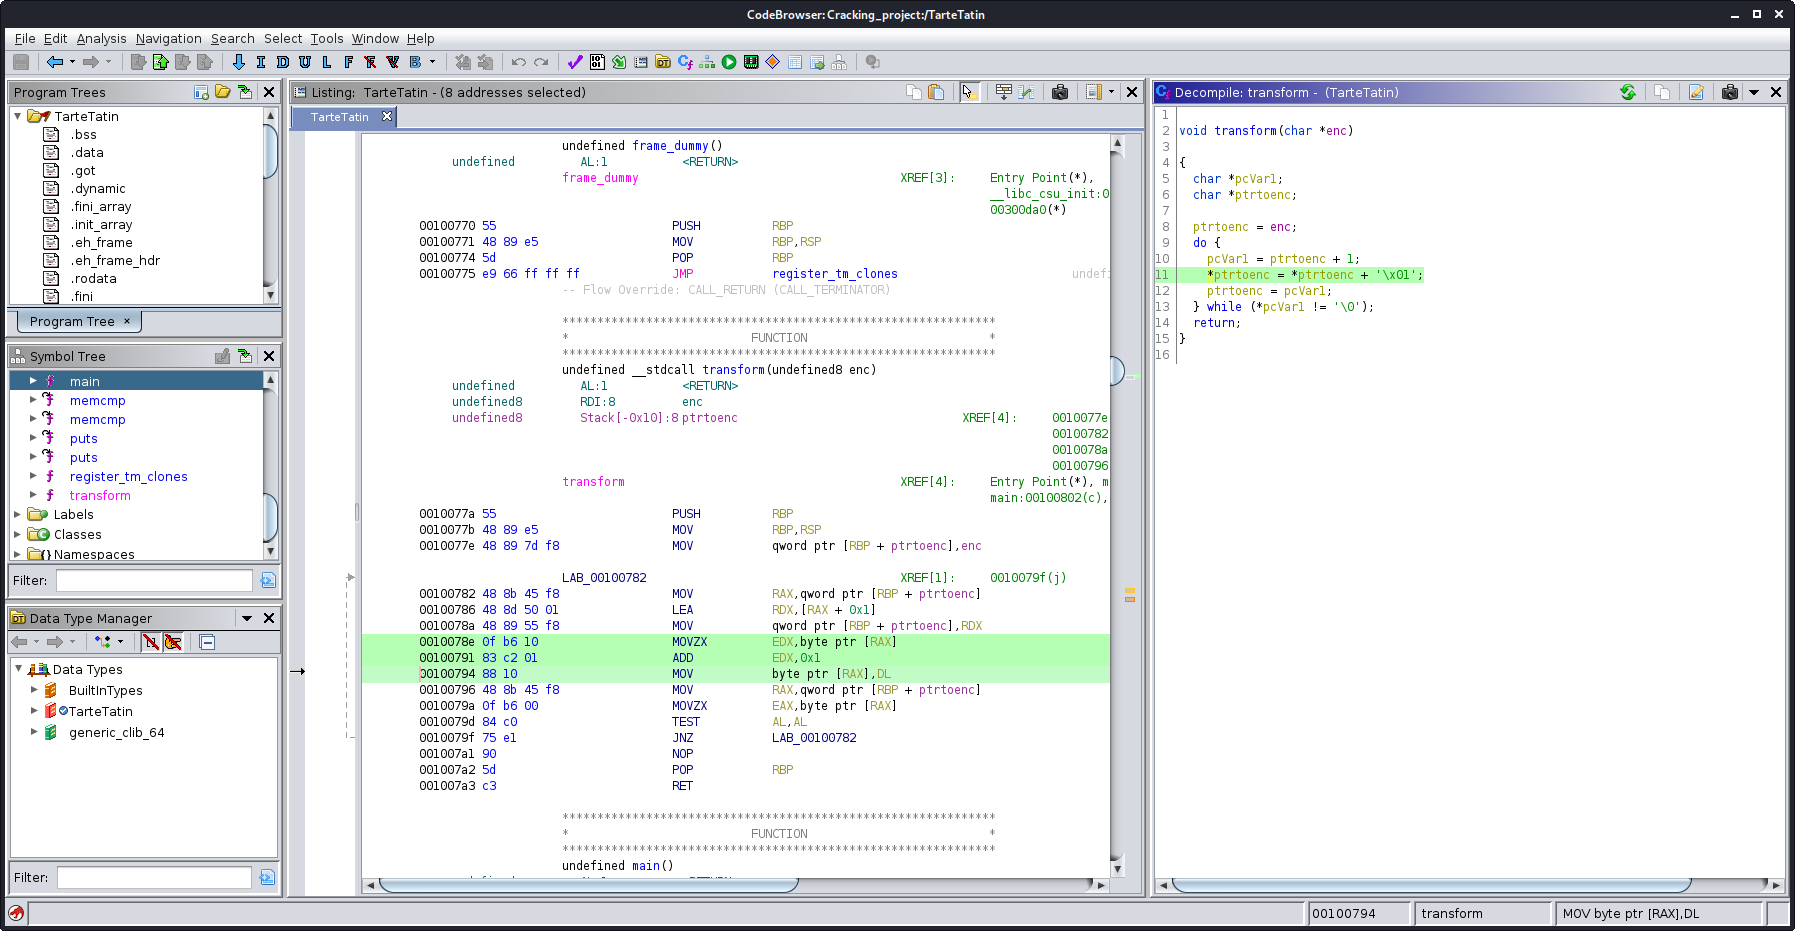 CodeBrowser: Cracking_project:/TarteTatin
File Edit Analysis Navigation Search Select Tools Window Help
I D U L F B
Program Trees
TarteTatin
.bss
.data
.got
.dynamic
.fini_array
.init_array
.eh_frame
.eh_frame_hdr
.rodata
.fini
Program Tree ×
Symbol Tree
f main
f memcmp
f memcmp
f puts
f puts
f register_tm_clones
f transform
Labels
Classes
Namespaces
Filter:
Data Type Manager
Data Types
BuiltInTypes
TarteTatin
generic_clib_64
Filter:
Listing: TarteTatin - (8 addresses selected)
TarteTatin
undefined frame_dummy()
undefined AL:1 <RETURN>
frame_dummy XREF[3]: Entry Point(*),
__libc_csu_init:0
00300da0(*)
00100770 55 PUSH RBP
00100771 48 89 e5 MOV RBP,RSP
00100774 5d POP RBP
00100775 e9 66 ff ff ff JMP register_tm_clones undefi
-- Flow Override: CALL_RETURN (CALL_TERMINATOR)
**************************************************************
* FUNCTION *
**************************************************************
undefined __stdcall transform(undefined8 enc)
undefined AL:1 <RETURN>
undefined8 RDI:8 enc
undefined8 Stack[-0x10]:8 ptrtoenc XREF[4]: 0010077e
00100782
0010078a
00100796
transform XREF[4]: Entry Point(*), m
main:00100802(c),
0010077a 55 PUSH RBP
0010077b 48 89 e5 MOV RBP,RSP
0010077e 48 89 7d f8 MOV qword ptr [RBP + ptrtoenc],enc
LAB_00100782 XREF[1]: 0010079f(j)
00100782 48 8b 45 f8 MOV RAX,qword ptr [RBP + ptrtoenc]
00100786 48 8d 50 01 LEA RDX,[RAX + 0x1]
0010078a 48 89 55 f8 MOV qword ptr [RBP + ptrtoenc],RDX
0010078e 0f b6 10 MOVZX EDX,byte ptr [RAX]
00100791 83 c2 01 ADD EDX,0x1
00100794 88 10 MOV byte ptr [RAX],DL
00100796 48 8b 45 f8 MOV RAX,qword ptr [RBP + ptrtoenc]
0010079a 0f b6 00 MOVZX EAX,byte ptr [RAX]
0010079d 84 c0 TEST AL,AL
0010079f 75 e1 JNZ LAB_00100782
001007a1 90 NOP
001007a2 5d POP RBP
001007a3 c3 RET
**************************************************************
* FUNCTION *
**************************************************************
undefined main()
Decompile: transform - (TarteTatin)
1
2 void transform(char *enc)
3
4 {
5 char *pcVar1;
6 char *ptrtoenc;
7
8 ptrtoenc = enc;
9 do {
10 pcVar1 = ptrtoenc + 1;
11 *ptrtoenc = *ptrtoenc + '\x01';
12 ptrtoenc = pcVar1;
13 } while (*pcVar1 != '\0');
14 return;
15 }
16
00100794 transform MOV byte ptr [RAX],DL